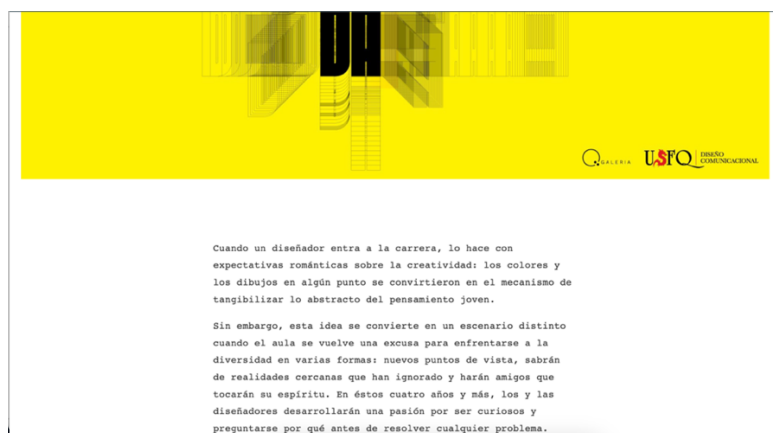 DA
Q GALERIA
USFQ DISEÑO
COMUNICACIONAL
Cuando un diseñador entra a la carrera, lo hace con
expectativas románticas sobre la creatividad: los colores y
los dibujos en algún punto se convirtieron en el mecanismo de
tangibilizar lo abstracto del pensamiento joven.
Sin embargo, esta idea se convierte en un escenario distinto
cuando el aula se vuelve una excusa para enfrentarse a la
diversidad en varias formas: nuevos puntos de vista, sabrán
de realidades cercanas que han ignorado y harán amigos que
tocarán su espíritu. En éstos cuatro años y más, los y las
diseñadores desarrollarán una pasión por ser curiosos y
preguntarse por qué antes de resolver cualquier problema.